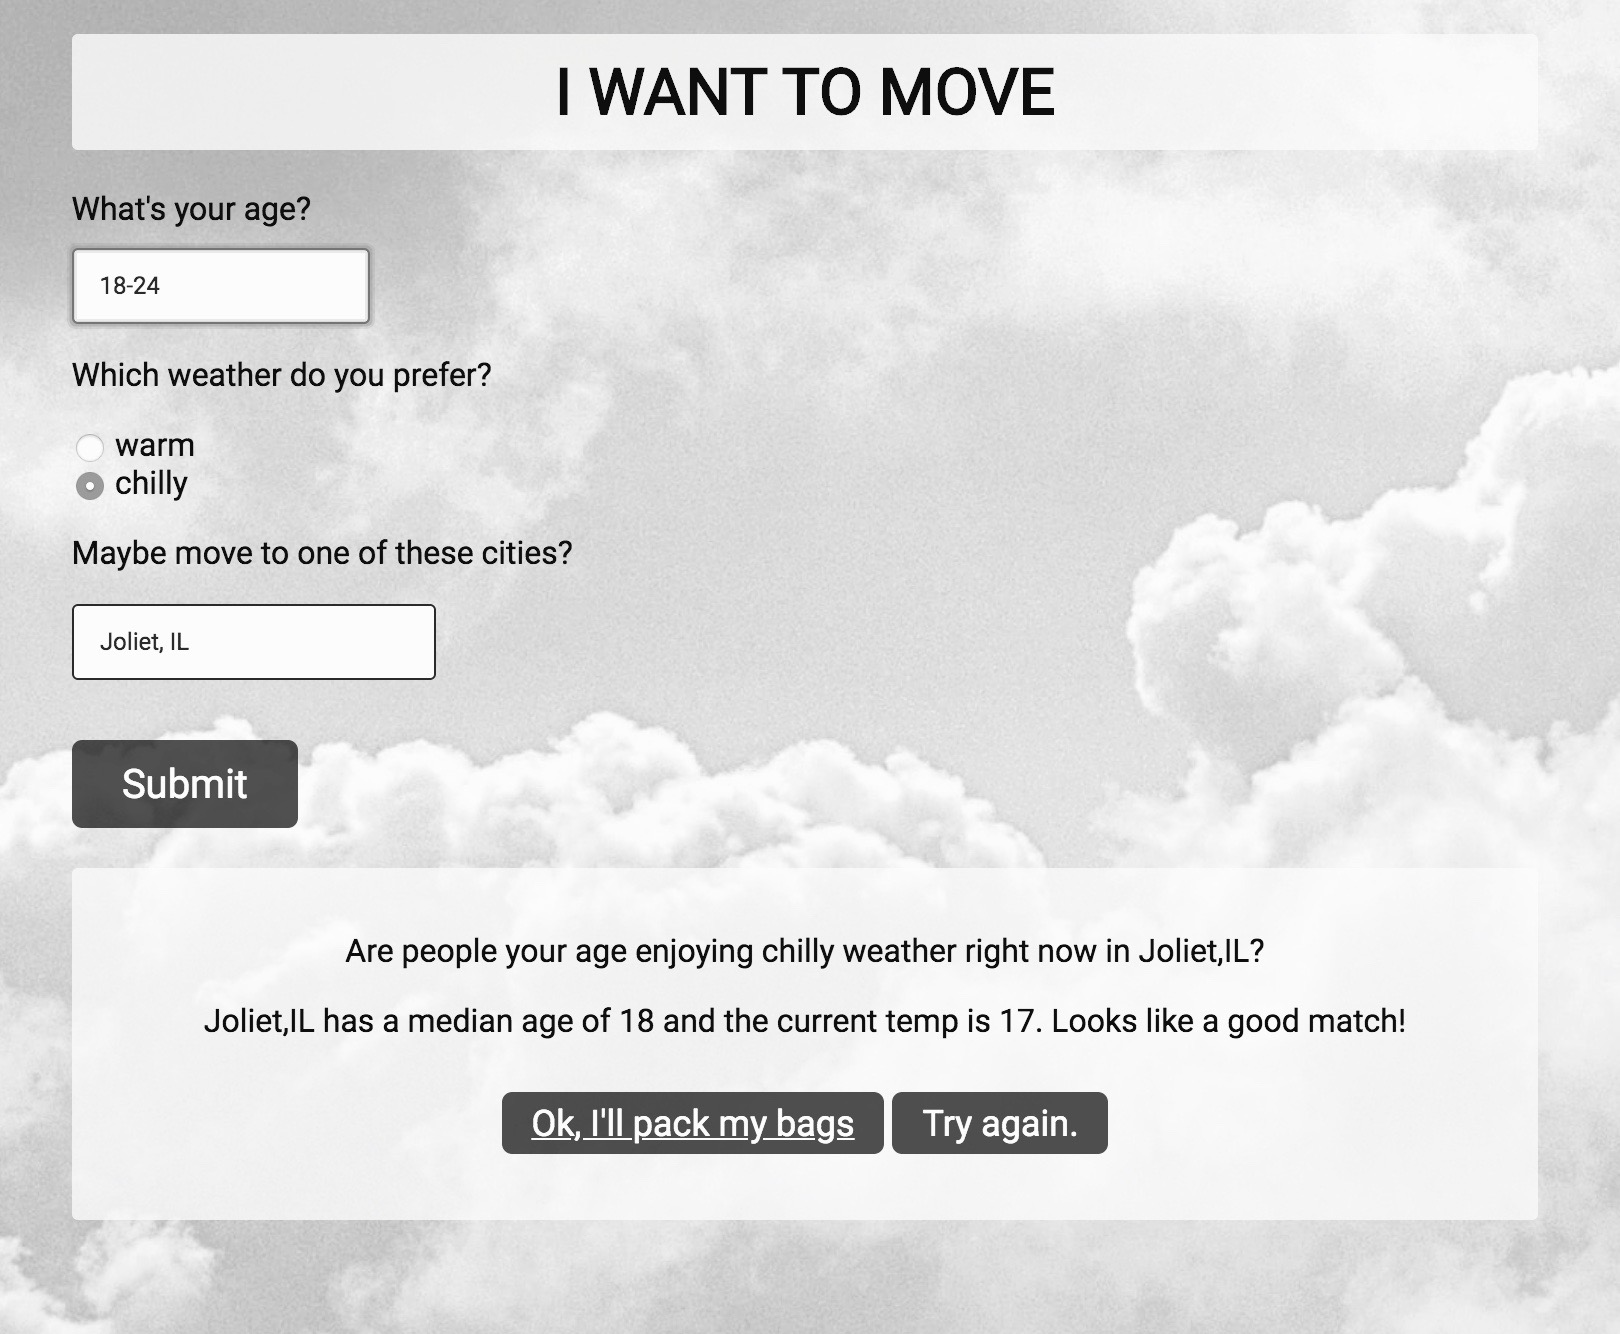 I WANT TO MOVE
What's your age?
18-24
Which weather do you prefer?
warm
chilly
Maybe move to one of these cities?
Joliet, IL
Submit
Are people your age enjoying chilly weather right now in Joliet,IL?
Joliet,IL has a median age of 18 and the current temp is 17. Looks like a good match!
Ok, I'll pack my bags
Try again.